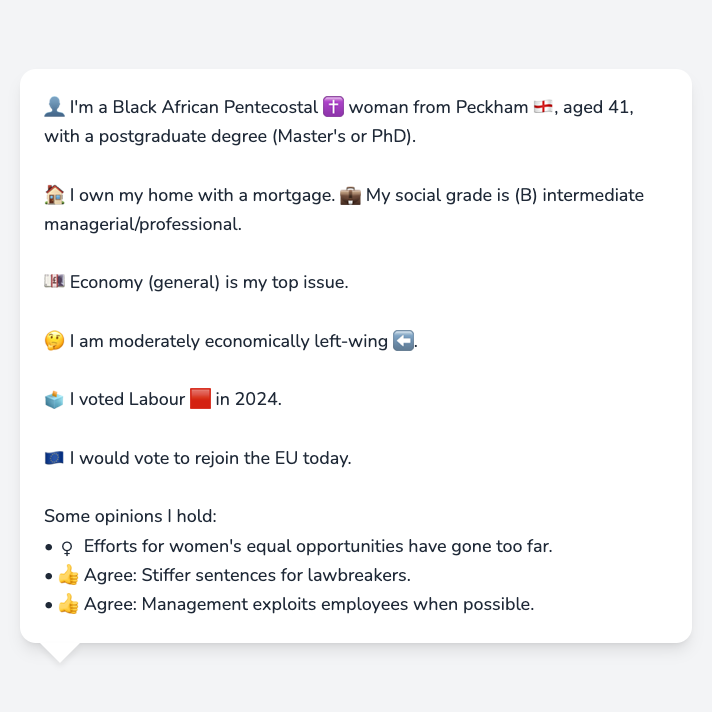 👤 I'm a Black African Pentecostal ✝️ woman from Peckham 🏴󠁧󠁢󠁥󠁮󠁧󠁿, aged 41,
with a postgraduate degree (Master's or PhD).
🏠 I own my home with a mortgage. 💼 My social grade is (B) intermediate
managerial/professional.
💷 Economy (general) is my top issue.
🤔 I am moderately economically left-wing ⬅️.
🗳️ I voted Labour 🟥 in 2024.
🇪🇺 I would vote to rejoin the EU today.
Some opinions I hold:
• ♀ Efforts for women's equal opportunities have gone too far.
• 👍 Agree: Stiffer sentences for lawbreakers.
• 👍 Agree: Management exploits employees when possible.